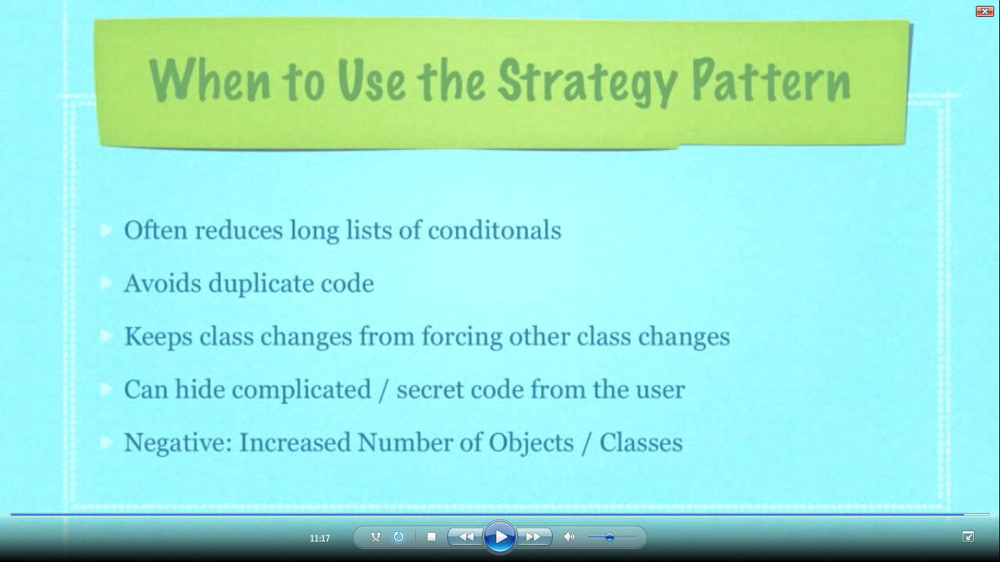 When to Use the Strategy Pattern
Often reduces long lists of conditonals
Avoids duplicate code
Keeps class changes from forcing other class changes
Can hide complicated / secret code from the user
Negative: Increased Number of Objects / Classes
11:17